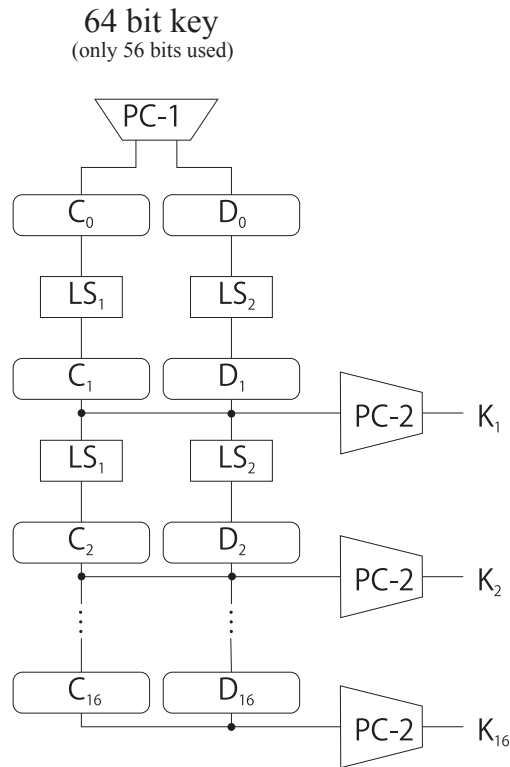 64 bit key
(only 56 bits used)
PC-1
C₀ D₀
LS₁ LS₂
C₁ D₁
PC-2 K₁
LS₁ LS₂
C₂ D₂
PC-2 K₂
C₁₆ D₁₆
PC-2 K₁₆